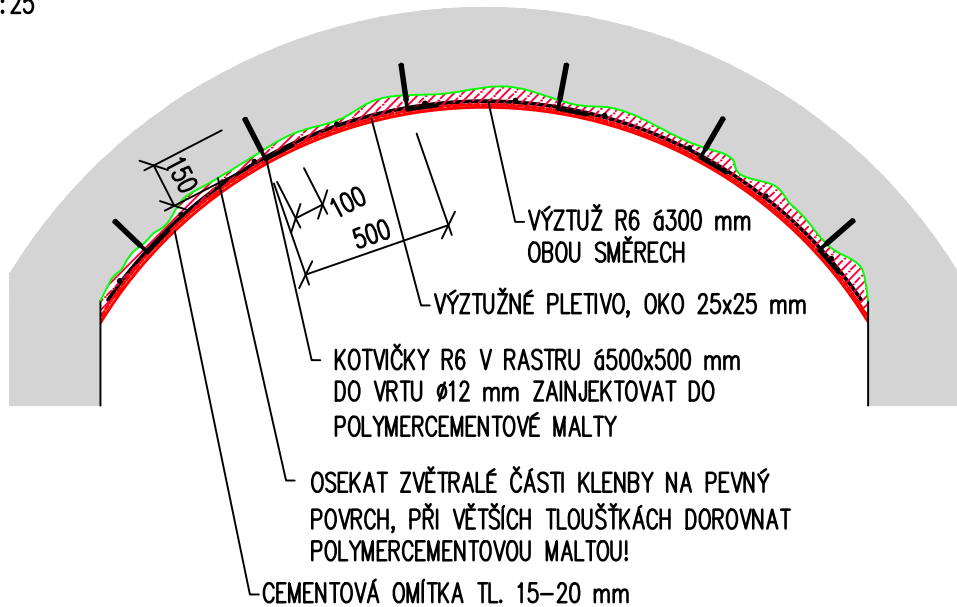 :25
150
100
500
VÝZTUŽ R6 á300 mm
OBOU SMĚRECH
VÝZTUŽNÉ PLETIVO, OKO 25x25 mm
KOTVIČKY R6 V RASTRU á500x500 mm
DO VRTU ø12 mm ZAINJEKTOVAT DO
POLYMERCEMENTOVÉ MALTY
OSEKAT ZVĚTRALÉ ČÁSTI KLENBY NA PEVNÝ
POVRCH, PŘI VĚTŠÍCH TLOUŠŤKÁCH DOROVNAT
POLYMERCEMENTOVOU MALTOU!
CEMENTOVÁ OMÍTKA TL. 15-20 mm